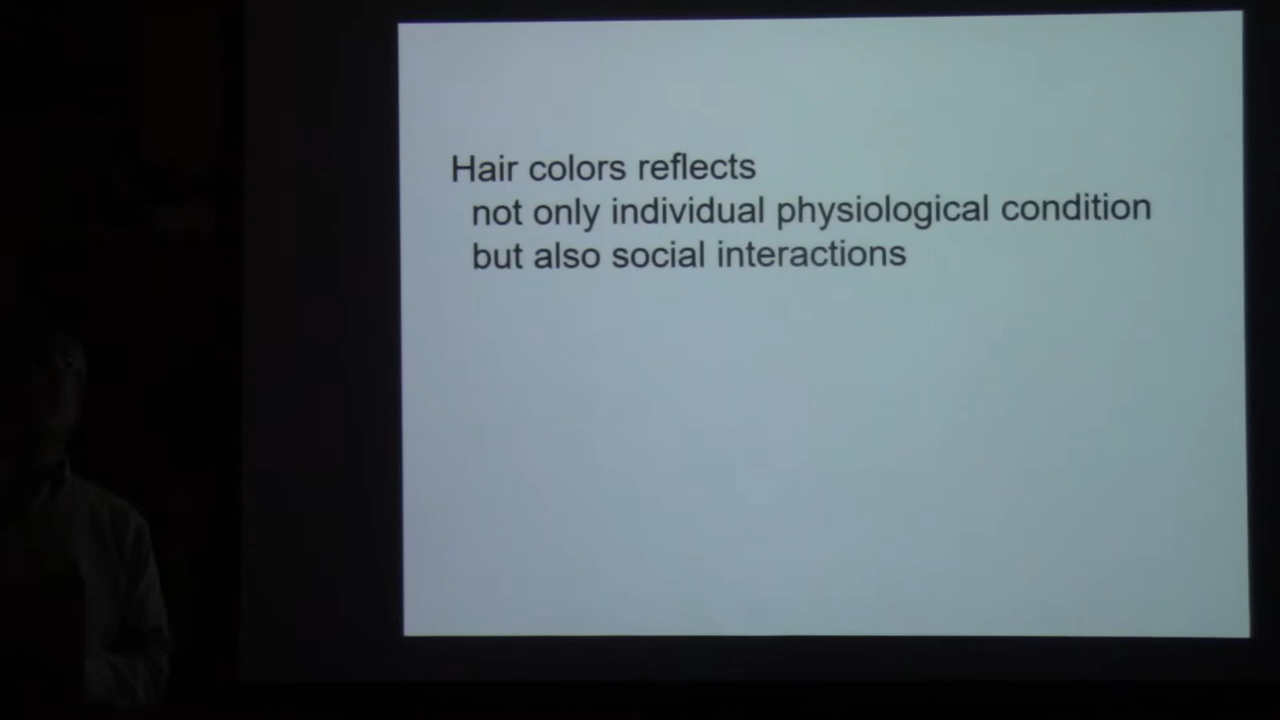 Hair colors reflects
not only individual physiological condition
but also social interactions